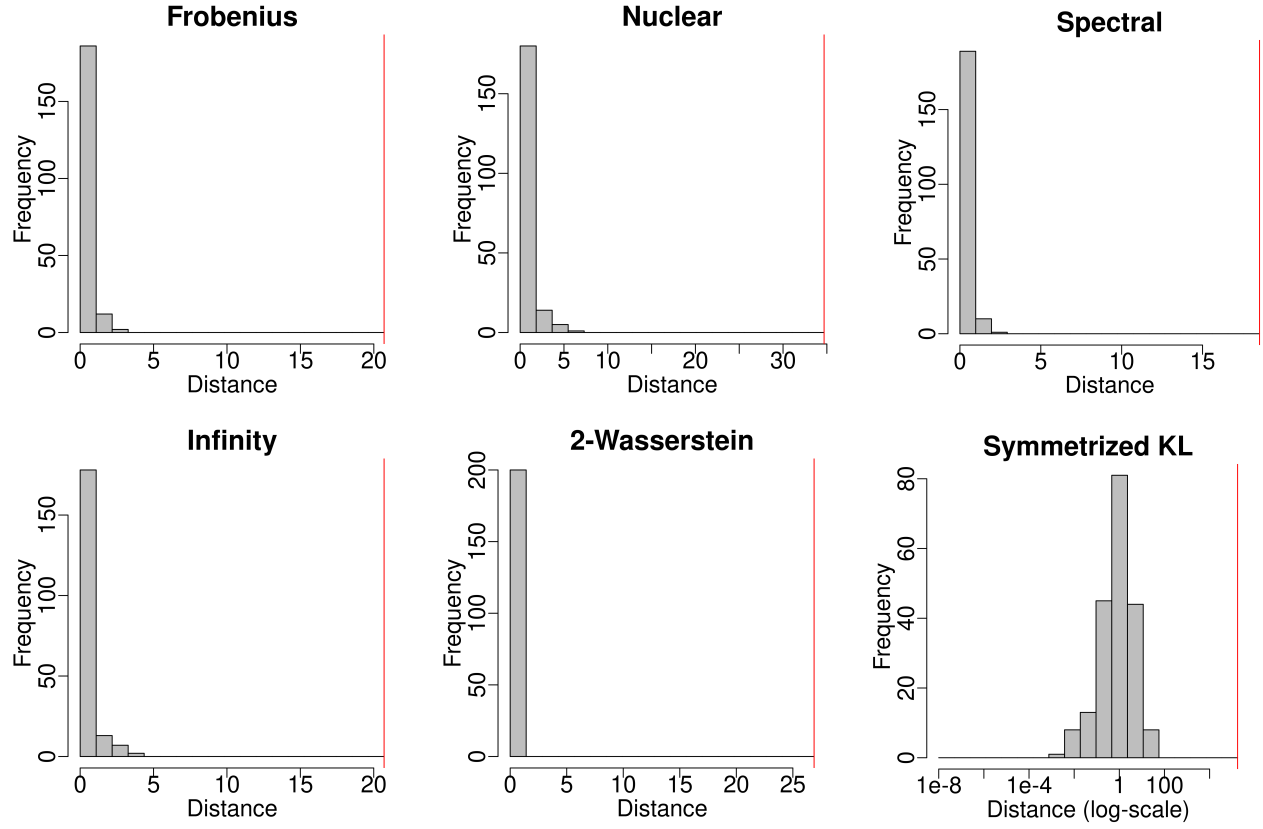 Frobenius
Frequency
0 50 100 150
0 5 10 15 20
Distance
Nuclear
Frequency
0 50 100 150
0 5 10 20 30
Distance
Spectral
Frequency
0 50 100 150
0 5 10 15
Distance
Infinity
Frequency
0 50 100 150
0 5 10 15 20
Distance
2-Wasserstein
Frequency
0 50 100 150 200
0 5 10 15 20 25
Distance
Symmetrized KL
Frequency
0 20 40 60 80
1e-8 1e-4 1 100
Distance (log-scale)